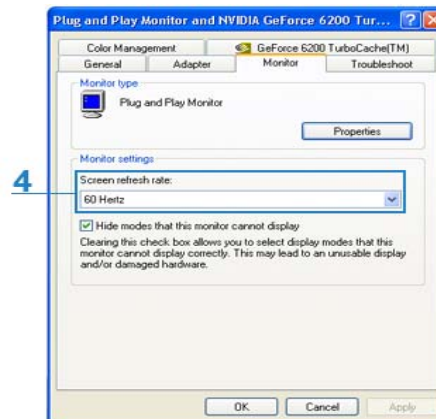 Plug and Play Monitor and NVIDIA GeForce 6200 Tur...
Color Management
GeForce 6200 TurboCache(TM)
General
Adapter
Monitor
Troubleshoot
Monitor type
Plug and Play Monitor
Properties
Monitor settings
4
Screen refresh rate:
60 Hertz
Hide modes that this monitor cannot display
Clearing this check box allows you to select display modes that this
monitor cannot display correctly. This may lead to an unusable display
and/or damaged hardware.
OK
Cancel
Apply